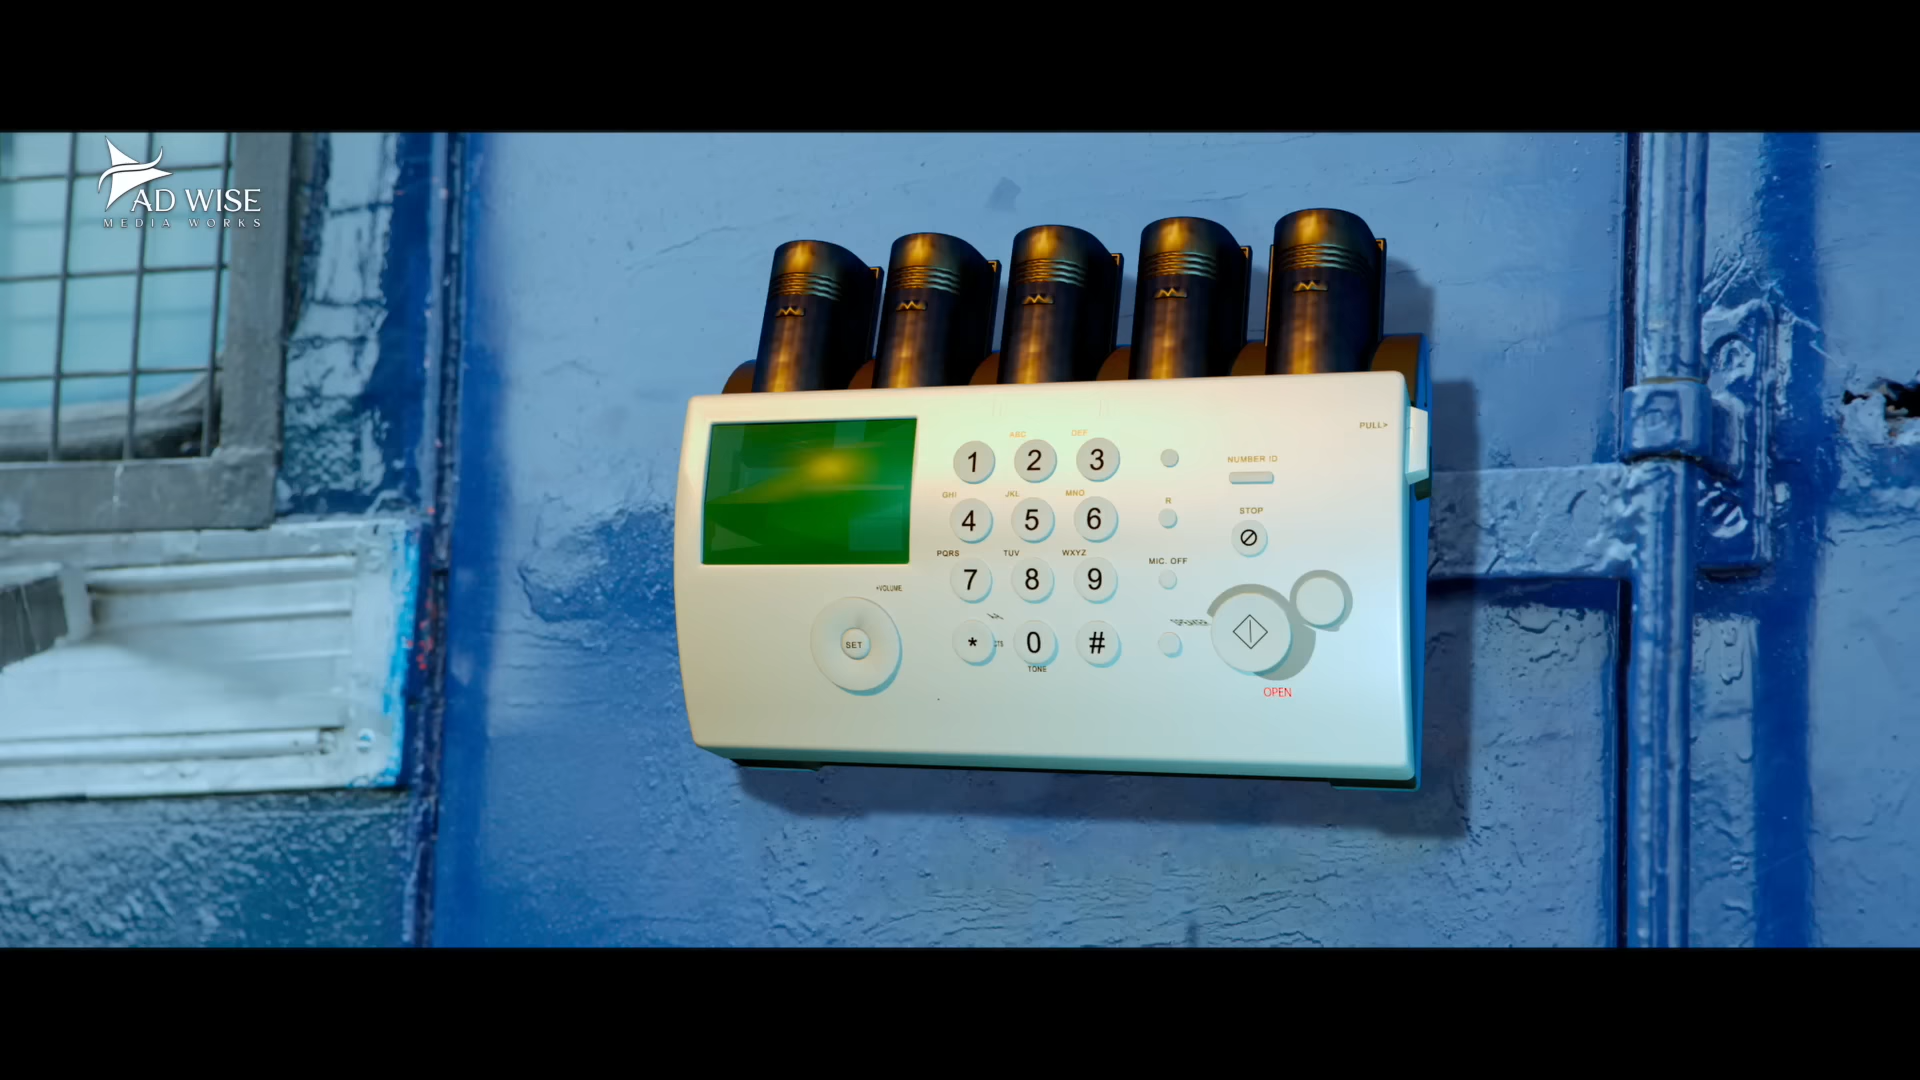 AD WISE
MEDIA WORKS
PULL>
ABC DEF
1 2 3
NUMBER ID
GHI JKL MNO
R
STOP
4 5 6
PQRS TUV WXYZ
MIC. OFF
7 8 9
+VOLUME
SET
* 0 #
TONE
OPEN